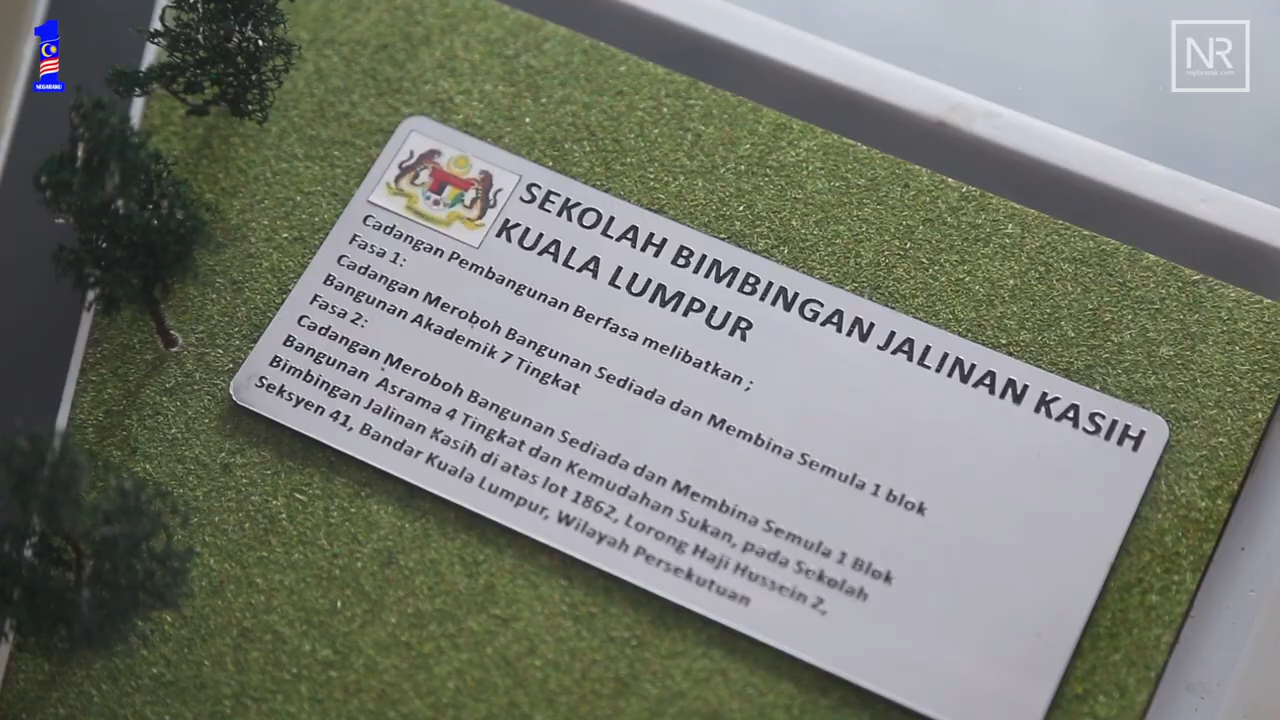 NEGARAKU
NR
najibrazak.com
SEKOLAH BIMBINGAN JALINAN KASIH
KUALA LUMPUR
Cadangan Pembangunan Berfasa melibatkan ;
Fasa 1:
Cadangan Meroboh Bangunan Sediada dan Membina Semula 1 blok
Bangunan Akademik 7 Tingkat
Fasa 2:
Cadangan Meroboh Bangunan Sediada dan Membina Semula 1 Blok
Bangunan Asrama 4 Tingkat dan Kemudahan Sukan, pada Sekolah
Bimbingan Jalinan Kasih di atas lot 1862, Lorong Haji Hussein 2,
Seksyen 41, Bandar Kuala Lumpur, Wilayah Persekutuan